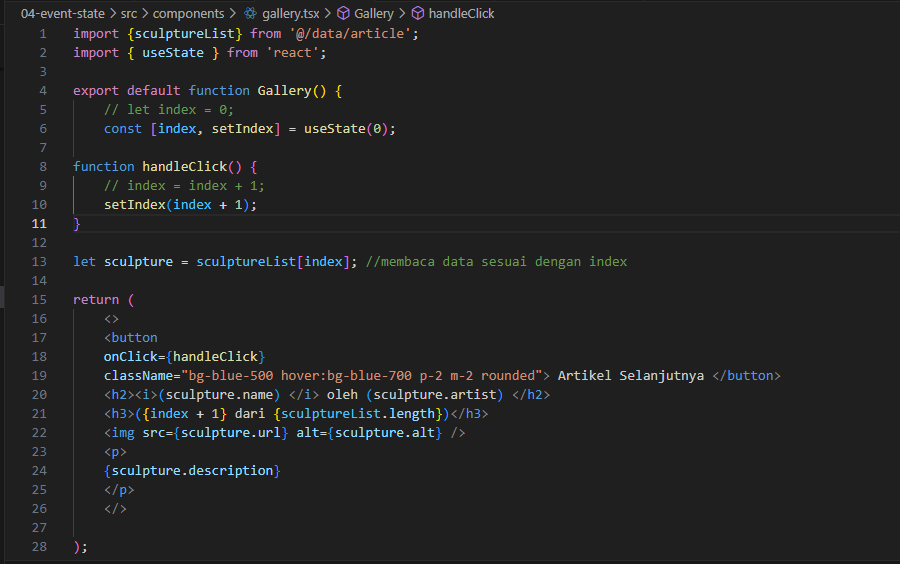 04-event-state > src > components > gallery.tsx > Gallery > handleClick
1 import {sculptureList} from '@/data/article';
2 import { useState } from 'react';
3
4 export default function Gallery() {
5 // let index = 0;
6 const [index, setIndex] = useState(0);
7
8 function handleClick() {
9 // index = index + 1;
10 setIndex(index + 1);
11 }
12
13 let sculpture = sculptureList[index]; //membaca data sesuai dengan index
14
15 return (
16 <>
17 <button
18 onClick={handleClick}
19 className="bg-blue-500 hover:bg-blue-700 p-2 m-2 rounded"> Artikel Selanjutnya </button>
20 <h2><i>(sculpture.name) </i> oleh (sculpture.artist) </h2>
21 <h3>({index + 1} dari {sculptureList.length})</h3>
22 <img src={sculpture.url} alt={sculpture.alt} />
23 <p>
24 {sculpture.description}
25 </p>
26 </>
27
28 );